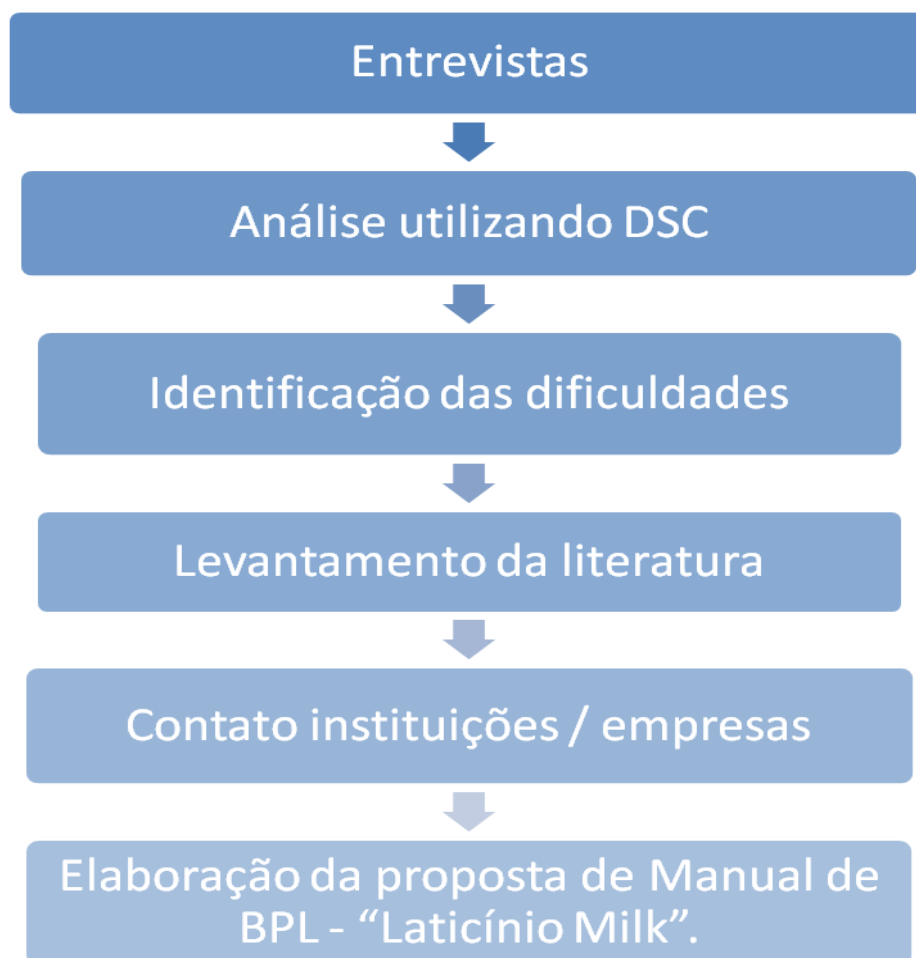 Entrevistas
Análise utilizando DSC
Identificação das dificuldades
Levantamento da literatura
Contato instituições / empresas
Elaboração da proposta de Manual de
BPL - “Laticínio Milk”.